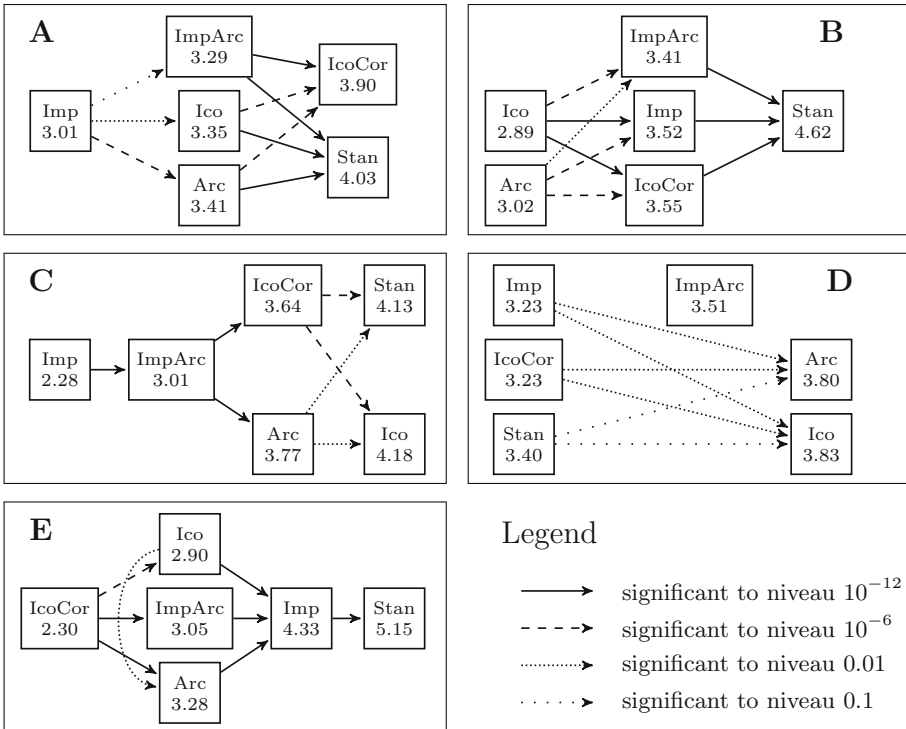 A
ImpArc
3.29
IcoCor
3.90
Imp
3.01
Ico
3.35
Stan
4.03
Arc
3.41
B
ImpArc
3.41
Ico
2.89
Imp
3.52
Stan
4.62
Arc
3.02
IcoCor
3.55
C
IcoCor
3.64
Stan
4.13
Imp
2.28
ImpArc
3.01
Arc
3.77
Ico
4.18
D
Imp
3.23
ImpArc
3.51
IcoCor
3.23
Arc
3.80
Stan
3.40
Ico
3.83
E
Ico
2.90
IcoCor
2.30
ImpArc
3.05
Imp
4.33
Stan
5.15
Arc
3.28
Legend
significant to niveau 10⁻¹²
significant to niveau 10⁻⁶
significant to niveau 0.01
significant to niveau 0.1